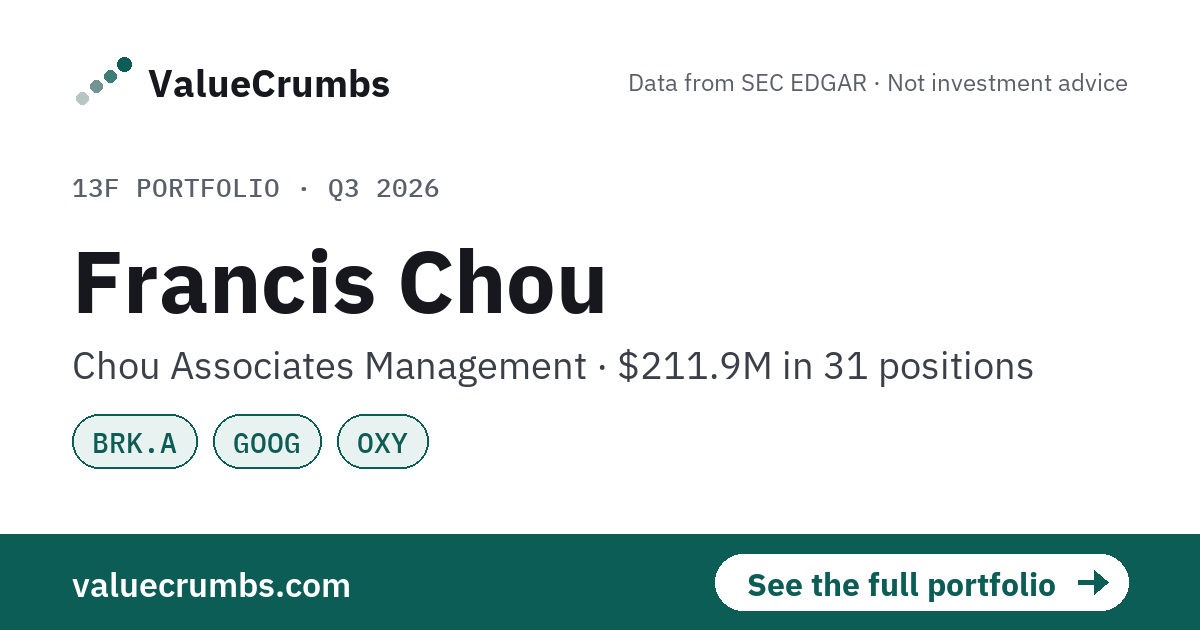 ValueCrumbs
Data from SEC EDGAR · Not investment advice
13F PORTFOLIO · Q3 2026
Francis Chou
Chou Associates Management · $211.9M in 31 positions
BRK.A GOOG OXY
valuecrumbs.com
See the full portfolio →